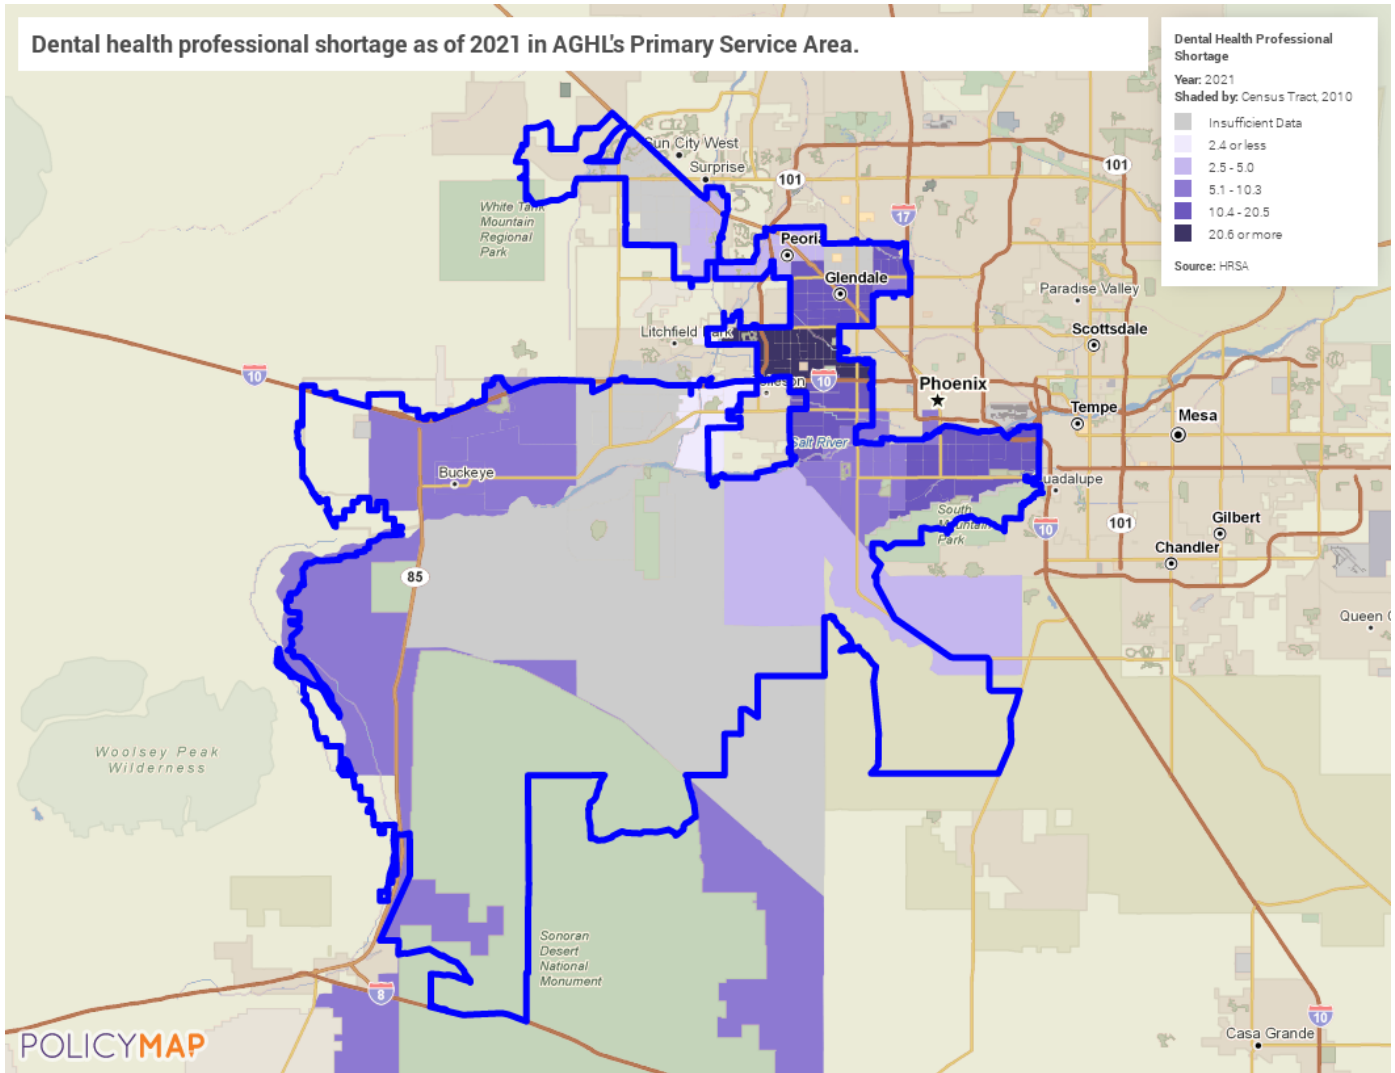 Dental health professional shortage as of 2021 in AGHL's Primary Service Area.
Dental Health Professional
Shortage
Year: 2021
Shaded by: Census Tract, 2010
Insufficient Data
2.4 or less
2.5 - 5.0
5.1 - 10.3
10.4 - 20.5
20.6 or more
Source: HRSA
Sun City West
Surprise
101
101
17
White Tank
Mountain
Regional
Park
Peoria
Glendale
Paradise Valley
Scottsdale
Litchfield Park
10
10
Phoenix
Tempe
Mesa
Salt River
Buckeye
South
Mountain
Park
10
101
Gilbert
Chandler
85
Queen C
Woolsey Peak
Wilderness
Sonoran
Desert
National
Monument
8
10
Casa Grande
POLICYMAP